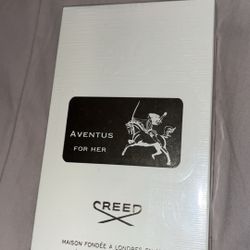 AVENTUS
FOR HER
CREED
MAISON FONDÉE A LONDRES